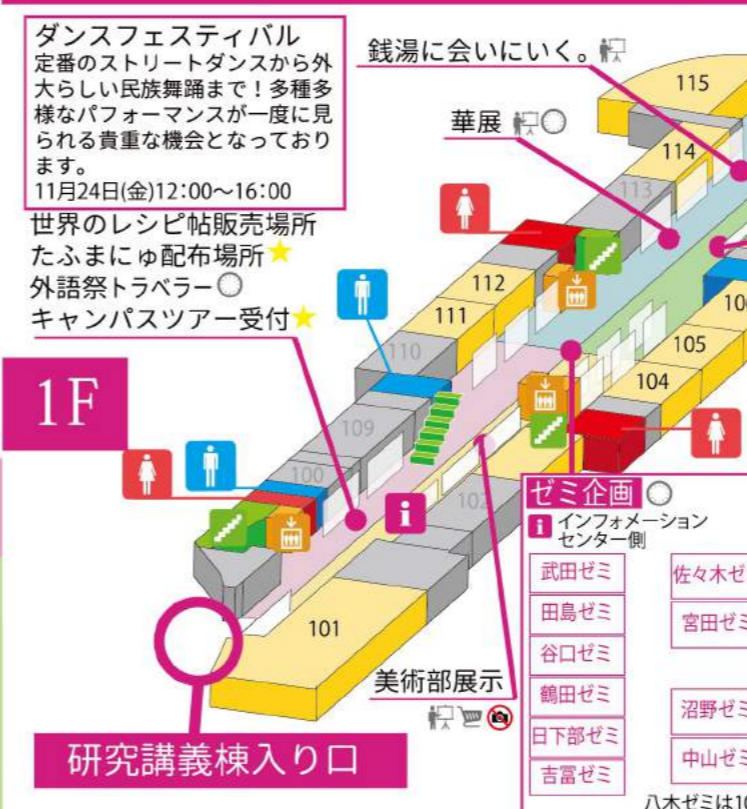 ダンスフェスティバル
定番のストリートダンスから外
大らしい民族舞踊まで！多種多
様なパフォーマンスが一度に見
られる貴重な機会となっており
ます。
11月24日(金)12：00～16：00
世界のレシピ帖販売場所
たふまにゅ配布場所★
外語祭トラベラー
キャンパスツアー受付★
銭湯に会いにいく。
華展
115
114
113
112
111
110
109
100
105
104
102
101
1F
i
美術部展示
研究講義棟入り口
ゼミ企画
i インフォメーション
センター側
武田ゼミ
田島ゼミ
谷口ゼミ
鶴田ゼミ
日下部ゼミ
吉冨ゼミ
佐々木ゼ
宮田ゼミ
沼野ゼミ
中山ゼミ
八木ゼミは10